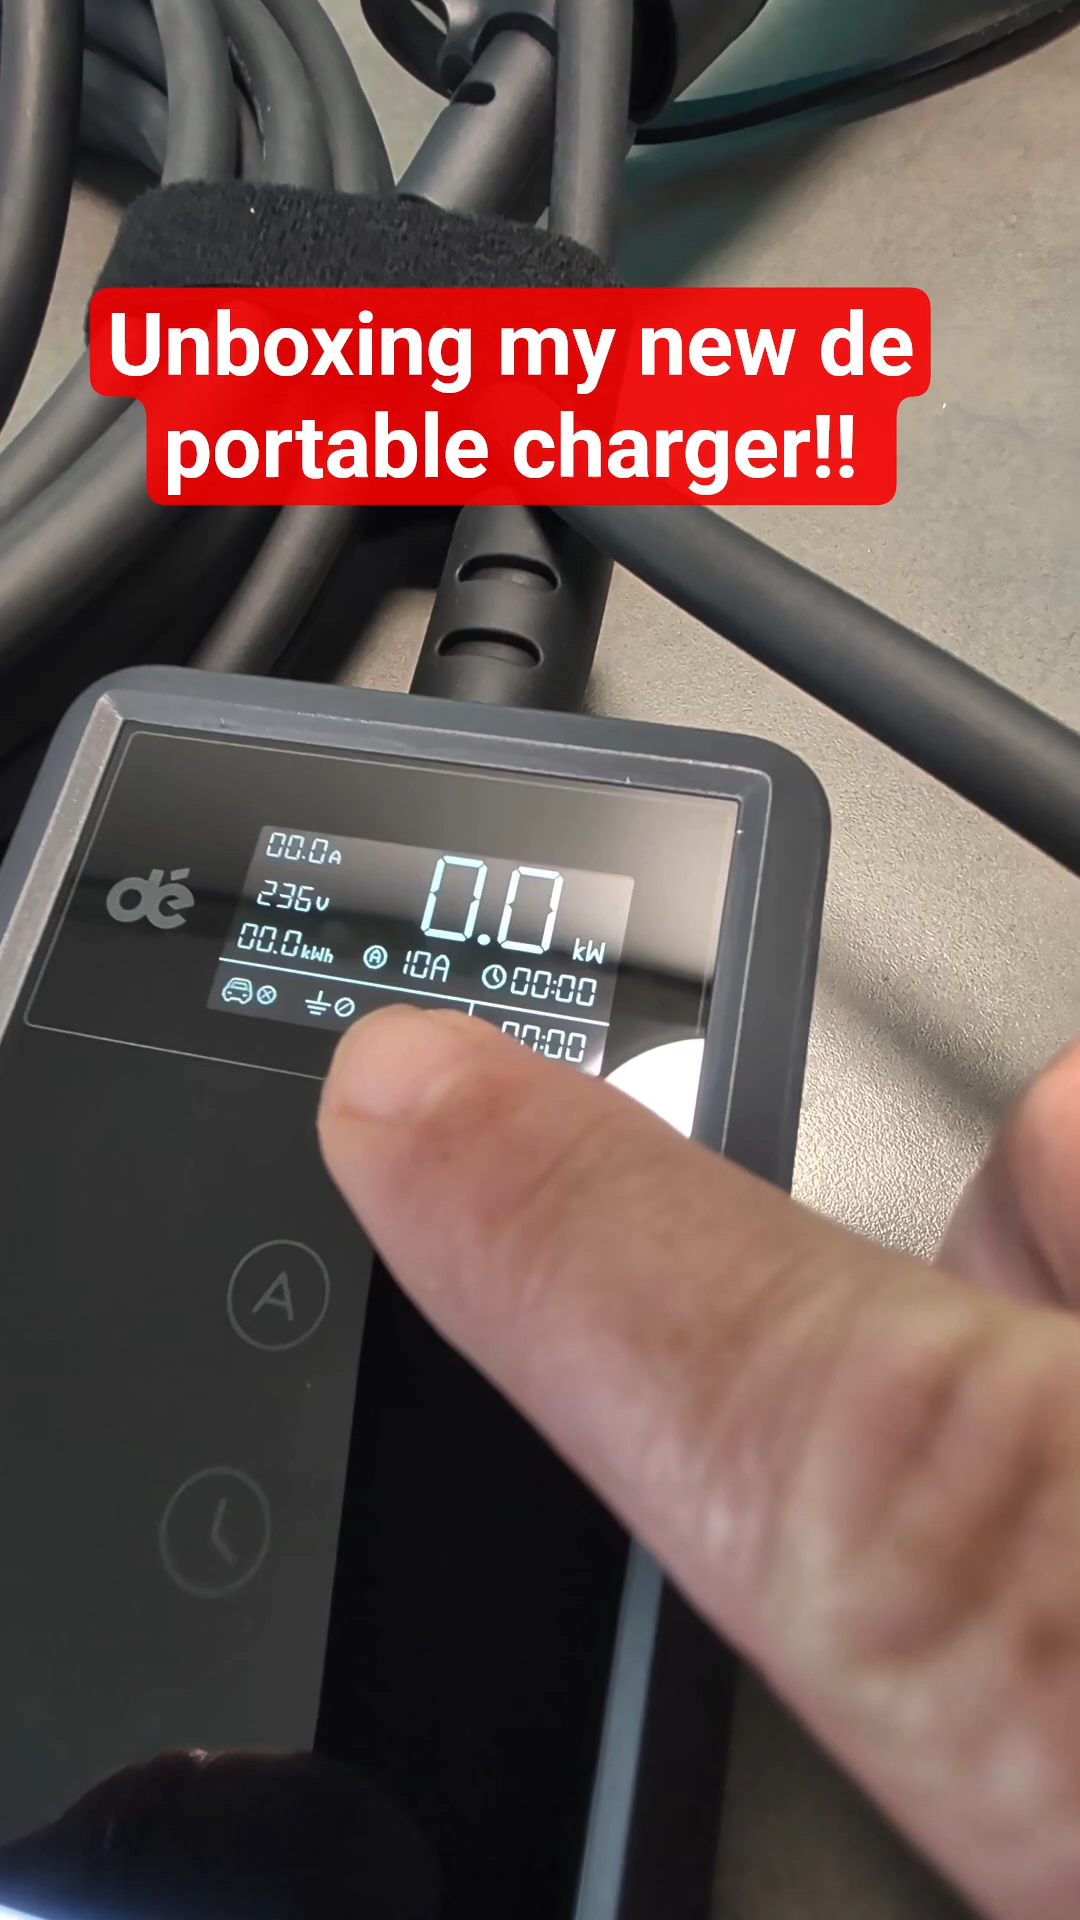 Unboxing my new de
portable charger!!
00.0A
0.0 kW
236v
00.0kWh
A 10A
00:00
00:00
dé
A